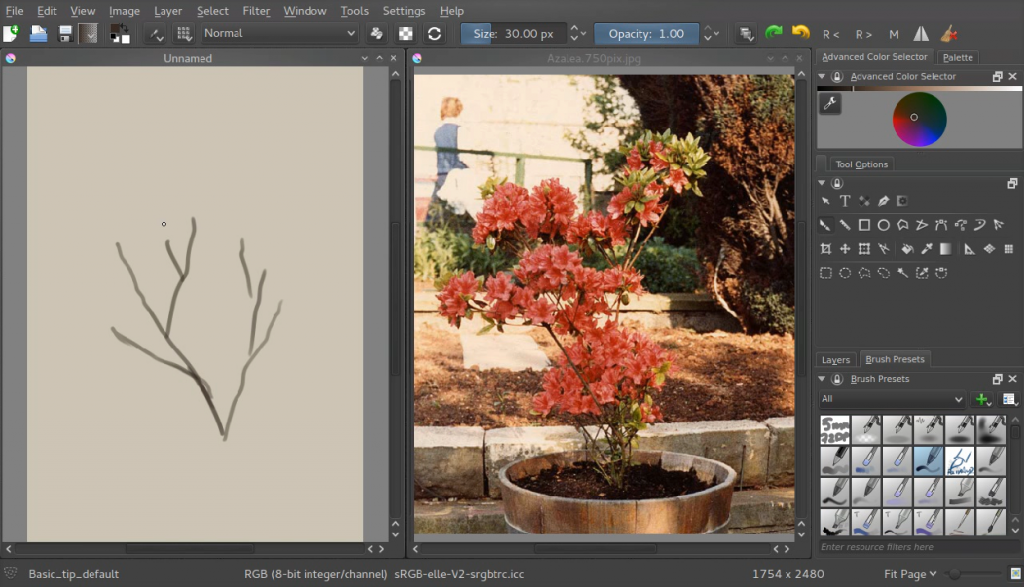 File Edit View Image Layer Select Filter Window Tools Settings Help
Normal
Size: 30.00 px
Opacity: 1.00
R <
R >
M
Unnamed
Azalea.750pix.jpg
Advanced Color Selector
Palette
Advanced Color Selector
Tool Options
T
Layers
Brush Presets
Brush Presets
All
Enter resource filters here
Basic_tip_default
RGB (8-bit integer/channel) sRGB-elle-V2-srgbtrc.icc
1754 x 2480
Fit Page